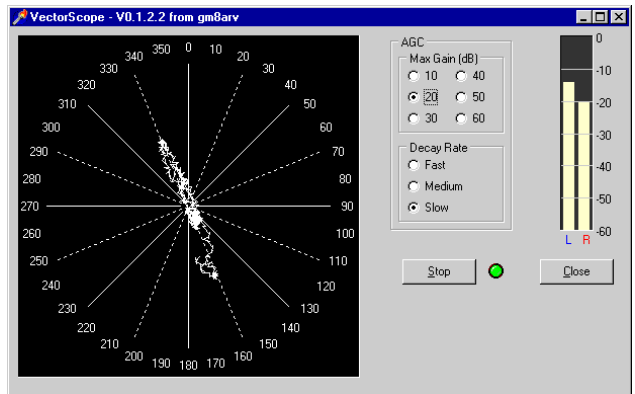 VectorScope - V0.1.2.2 from gm8arv
350 0 10
340 20
330 30
320 40
310 50
300 60
290 70
280 80
270 90
260 100
250 110
240 120
230 130
220 140
210 150
200 190 180 170 160
AGC
Max Gain (dB)
10 40
20 50
30 60
Decay Rate
Fast
Medium
Slow
0
-10
-20
-30
-40
-50
-60
L R
Stop
Close